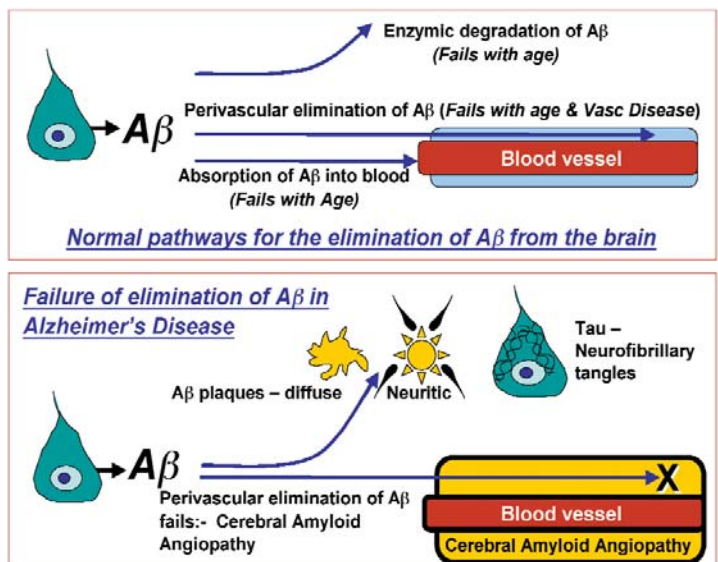 Enzymic degradation of Aβ
(Fails with age)
Aβ
Perivascular elimination of Aβ (Fails with age & Vasc Disease)
Blood vessel
Absorption of Aβ into blood
(Fails with Age)
Normal pathways for the elimination of Aβ from the brain
Failure of elimination of Aβ in
Alzheimer's Disease
Tau –
Neurofibrillary
tangles
Aβ plaques – diffuse
Neuritic
Aβ
X
Perivascular elimination of Aβ
fails:- Cerebral Amyloid
Angiopathy
Blood vessel
Cerebral Amyloid Angiopathy